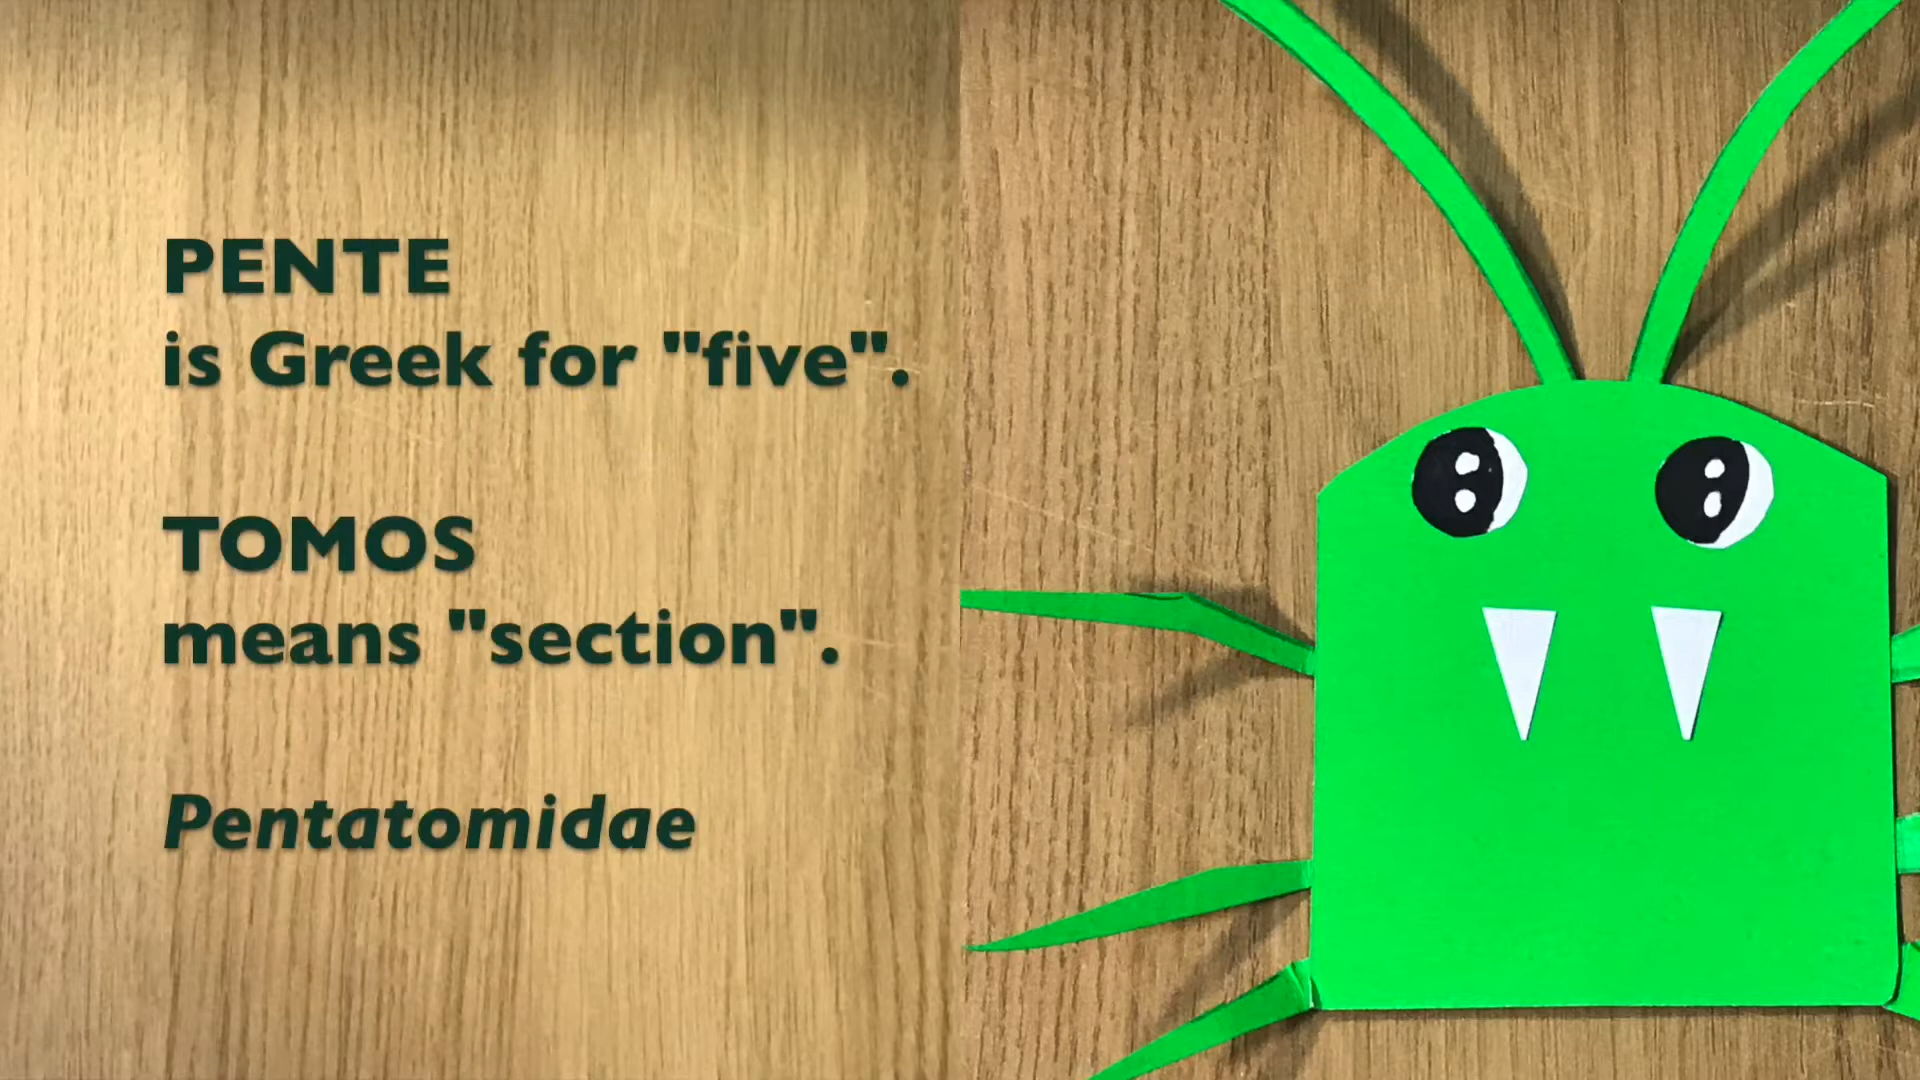 PENTE
is Greek for "five".
TOMOS
means "section".
Pentatomidae